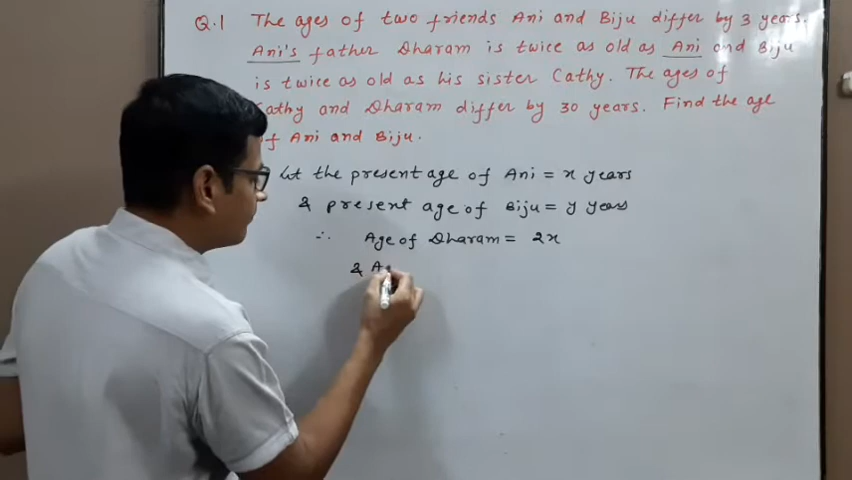 Q.1 The ages of two friends Ani and Biju differ by 3 years.
Ani's father Dharam is twice as old as Ani and Biju
is twice as old as his sister Cathy. The ages of
Cathy and Dharam differ by 30 years. Find the age
of Ani and Biju.
Let the present age of Ani = x years
& present age of Biju = y years
∴ Age of Dharam = 2x
& Ag